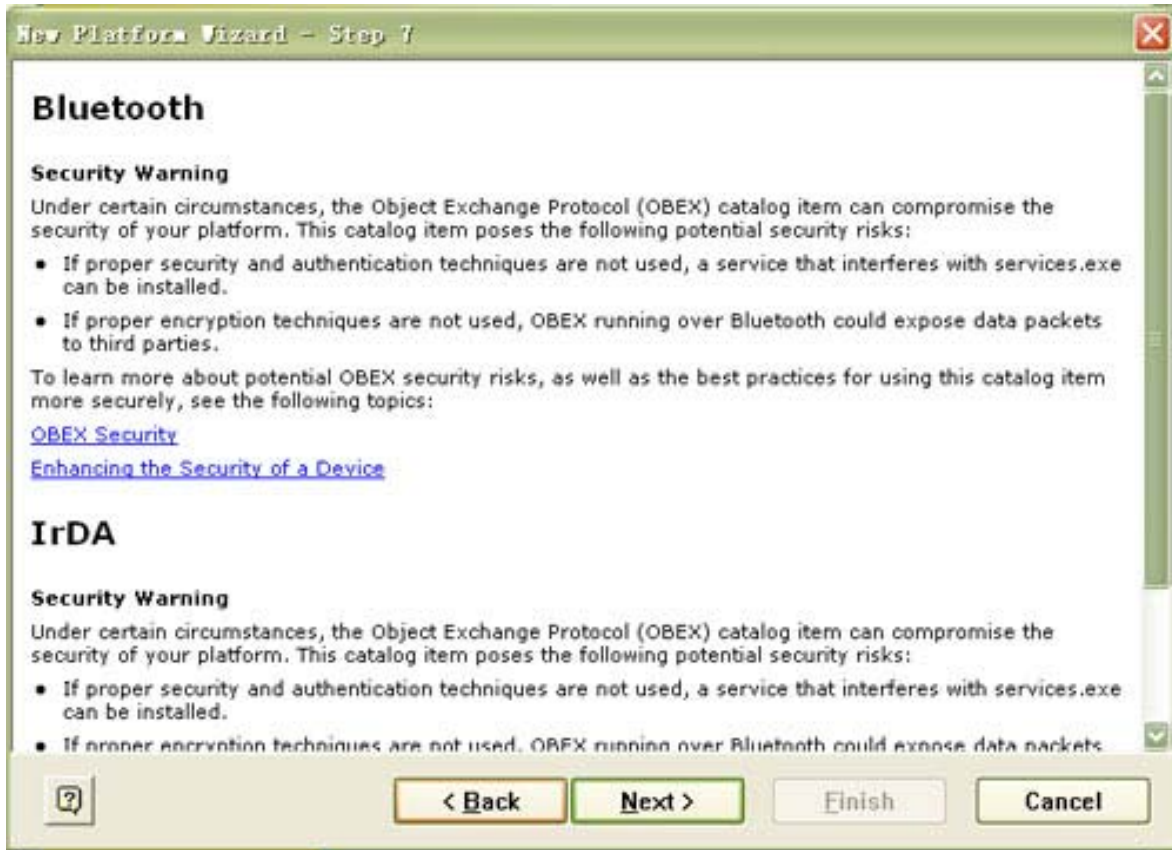 New Platform Wizard - Step 7
Bluetooth
Security Warning
Under certain circumstances, the Object Exchange Protocol (OBEX) catalog item can compromise the
security of your platform. This catalog item poses the following potential security risks:
• If proper security and authentication techniques are not used, a service that interferes with services.exe
can be installed.
• If proper encryption techniques are not used, OBEX running over Bluetooth could expose data packets
to third parties.
To learn more about potential OBEX security risks, as well as the best practices for using this catalog item
more securely, see the following topics:
OBEX Security
Enhancing the Security of a Device
IrDA
Security Warning
Under certain circumstances, the Object Exchange Protocol (OBEX) catalog item can compromise the
security of your platform. This catalog item poses the following potential security risks:
• If proper security and authentication techniques are not used, a service that interferes with services.exe
can be installed.
• If proper encryption techniques are not used, OBEX running over Bluetooth could expose data packets
? < Back Next > Finish Cancel